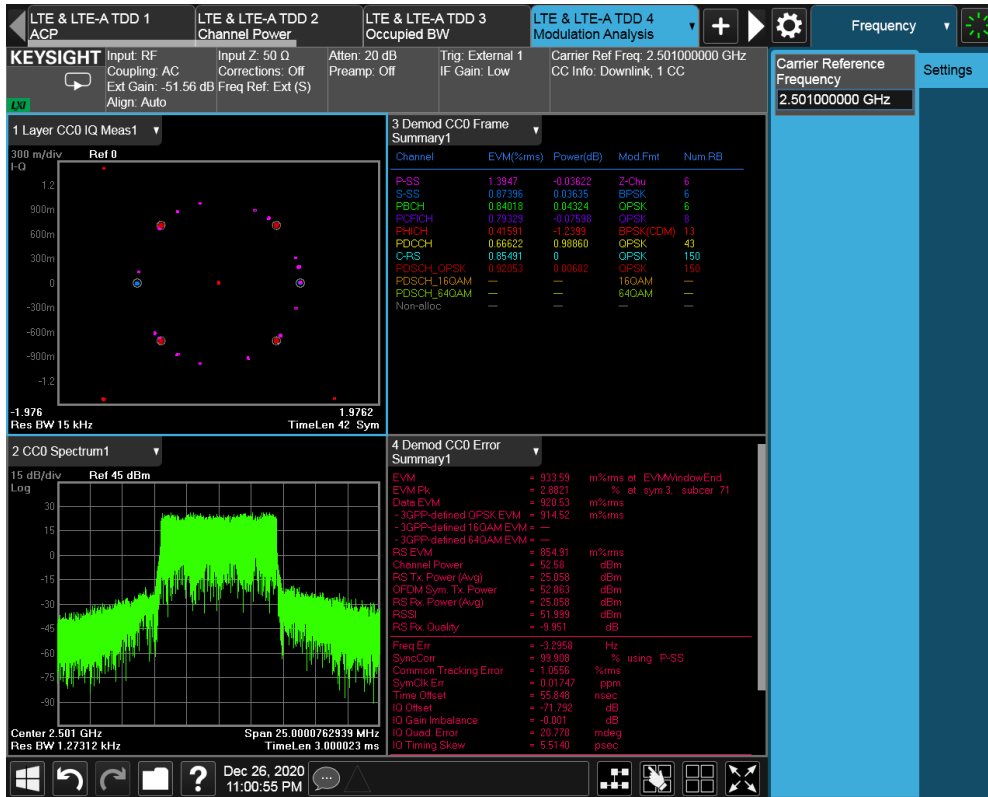 LTE & LTE-A TDD 1 LTE & LTE-A TDD 2 LTE & LTE-A TDD 3 LTE & LTE-A TDD 4 Frequency
ACP Channel Power Occupied BW Modulation Analysis
KEYSIGHT Input: RF Input Z: 50 Ω Atten: 20 dB Trig: External 1 Carrier Ref Freq: 2.501000000 GHz
Coupling: AC Corrections: Off Preamp: Off IF Gain: Low CC Info: Downlink, 1 CC
Ext Gain: -51.56 dB Freq Ref: Ext (S)
LXI Align: Auto
Carrier Reference Frequency
2.501000000 GHz
Settings
1 Layer CC0 IQ Meas1
300 m/div Ref 0
I-Q
1.2
900m
600m
300m
0
-300m
-600m
-900m
-1.2
-1.976 1.9762
Res BW 15 kHz TimeLen 42 Sym
3 Demod CC0 Frame
Summary1
Channel EVM(%rms) Power(dB) Mod.Fmt Num.RB
P-SS 1.3947 -0.03622 Z-Chu 6
S-SS 0.87396 0.03635 BPSK 6
PBCH 0.84018 0.04324 QPSK 6
PCFICH 0.79329 -0.07598 QPSK 8
PHICH 0.41591 -1.2399 BPSK(CDM) 13
PDCCH 0.66622 0.98860 QPSK 43
C-RS 0.85491 0 QPSK 150
PDSCH_QPSK 0.92053 0.00682 QPSK 150
PDSCH_16QAM — — 16QAM —
PDSCH_64QAM — — 64QAM —
Non-alloc — — —
2 CC0 Spectrum1
15 dB/div Ref 45 dBm
Log
30
15
0
-15
-30
-45
-60
-75
-90
Center 2.501 GHz Span 25.0000762939 MHz
Res BW 1.27312 kHz TimeLen 3.000023 ms
4 Demod CC0 Error
Summary1
EVM = 933.59 m%rms at EVMWindowEnd
EVM Pk = 2.8821 % at sym 3, subcar 71
Data EVM = 920.53 m%rms
- 3GPP-defined QPSK EVM = 914.52 m%rms
- 3GPP-defined 16QAM EVM = —
- 3GPP-defined 64QAM EVM = —
RS EVM = 854.91 m%rms
Channel Power = 52.58 dBm
RS Tx. Power (Avg) = 25.058 dBm
OFDM Sym. Tx. Power = 52.863 dBm
RS Rx. Power (Avg) = 25.058 dBm
RSSI = 51.999 dBm
RS Rx. Quality = -9.951 dB
Freq Err = -3.2958 Hz
SyncCorr = 99.908 % using P-SS
Common Tracking Error = 1.0556 %rms
SymClk Err = 0.01747 ppm
Time Offset = 55.848 nsec
IQ Offset = -71.792 dB
IQ Gain Imbalance = -0.001 dB
IQ Quad. Error = 20.778 mdeg
IQ Timing Skew = 5.5140 psec
? Dec 26, 2020
11:00:55 PM